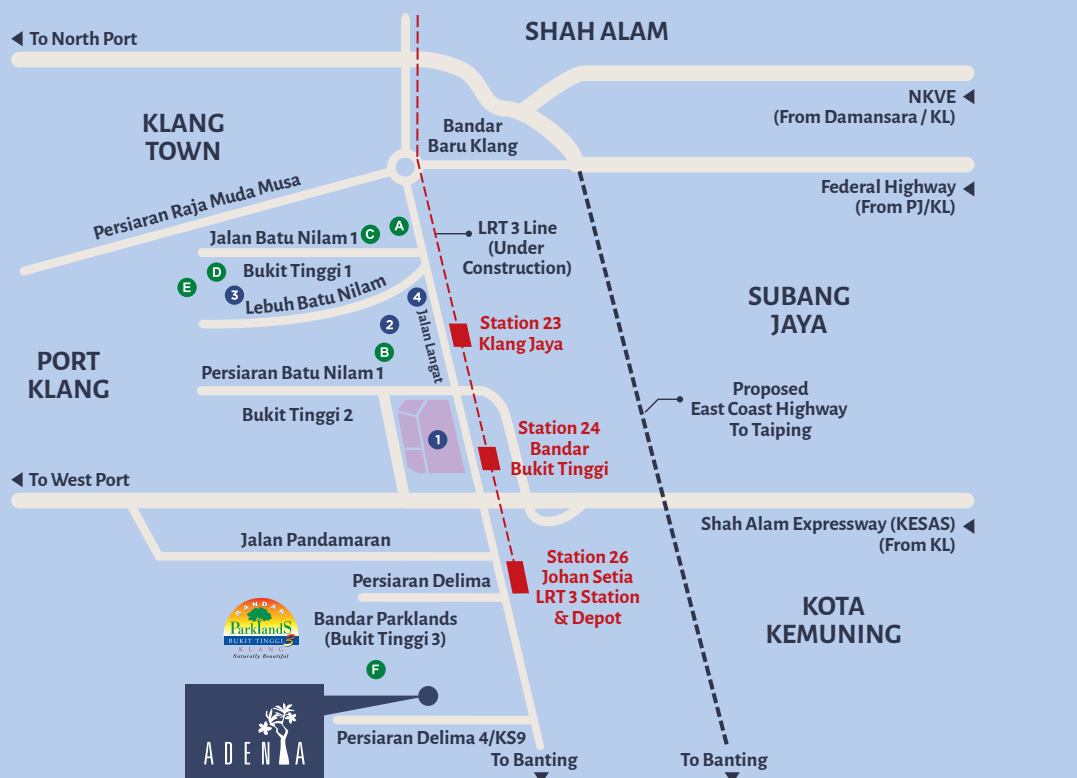 SHAH ALAM
To North Port
NKVE
(From Damansara / KL)
KLANG
TOWN
Bandar
Baru Klang
Federal Highway
(From PJ/KL)
Persiaran Raja Muda Musa
A
C
Jalan Batu Nilam 1
LRT 3 Line
(Under
Construction)
D
Bukit Tinggi 1
E
3
Lebuh Batu Nilam
4
SUBANG
JAYA
2
Jalan Langat
Station 23
Klang Jaya
B
PORT
KLANG
Persiaran Batu Nilam 1
Proposed
East Coast Highway
To Taiping
Bukit Tinggi 2
1
Station 24
Bandar
Bukit Tinggi
To West Port
Shah Alam Expressway (KESAS)
(From KL)
Jalan Pandamaran
Station 26
Johan Setia
LRT 3 Station
& Depot
Persiaran Delima
BANDAR
ParklandS
BUKIT TINGGI 3
KLANG
Naturally Beautiful
Bandar Parklands
(Bukit Tinggi 3)
KOTA
KEMUNING
F
ADENIA
Persiaran Delima 4/KS9
To Banting
To Banting